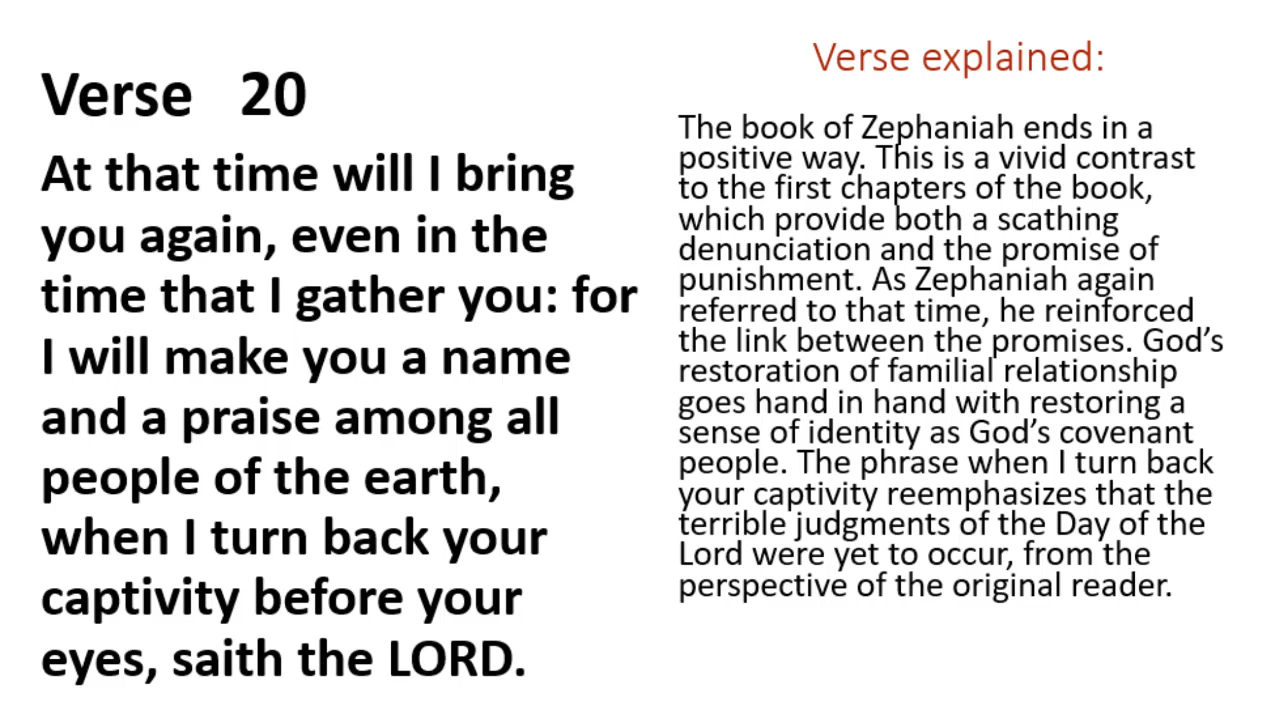 Verse 20
At that time will I bring
you again, even in the
time that I gather you: for
I will make you a name
and a praise among all
people of the earth,
when I turn back your
captivity before your
eyes, saith the LORD.
Verse explained:
The book of Zephaniah ends in a
positive way. This is a vivid contrast
to the first chapters of the book,
which provide both a scathing
denunciation and the promise of
punishment. As Zephaniah again
referred to that time, he reinforced
the link between the promises. God’s
restoration of familial relationship
goes hand in hand with restoring a
sense of identity as God’s covenant
people. The phrase when I turn back
your captivity reemphasizes that the
terrible judgments of the Day of the
Lord were yet to occur, from the
perspective of the original reader.